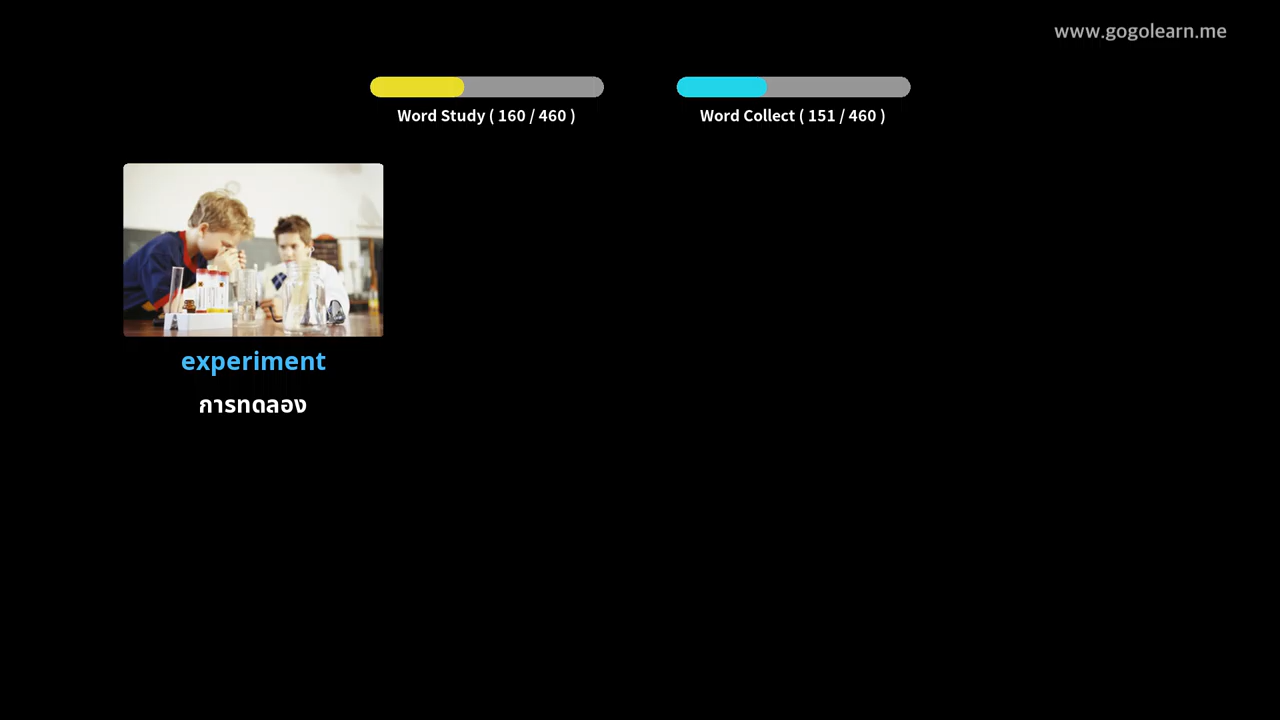 www.gogolearn.me
Word Study ( 160 / 460 )
Word Collect ( 151 / 460 )
experiment
การทดลอง